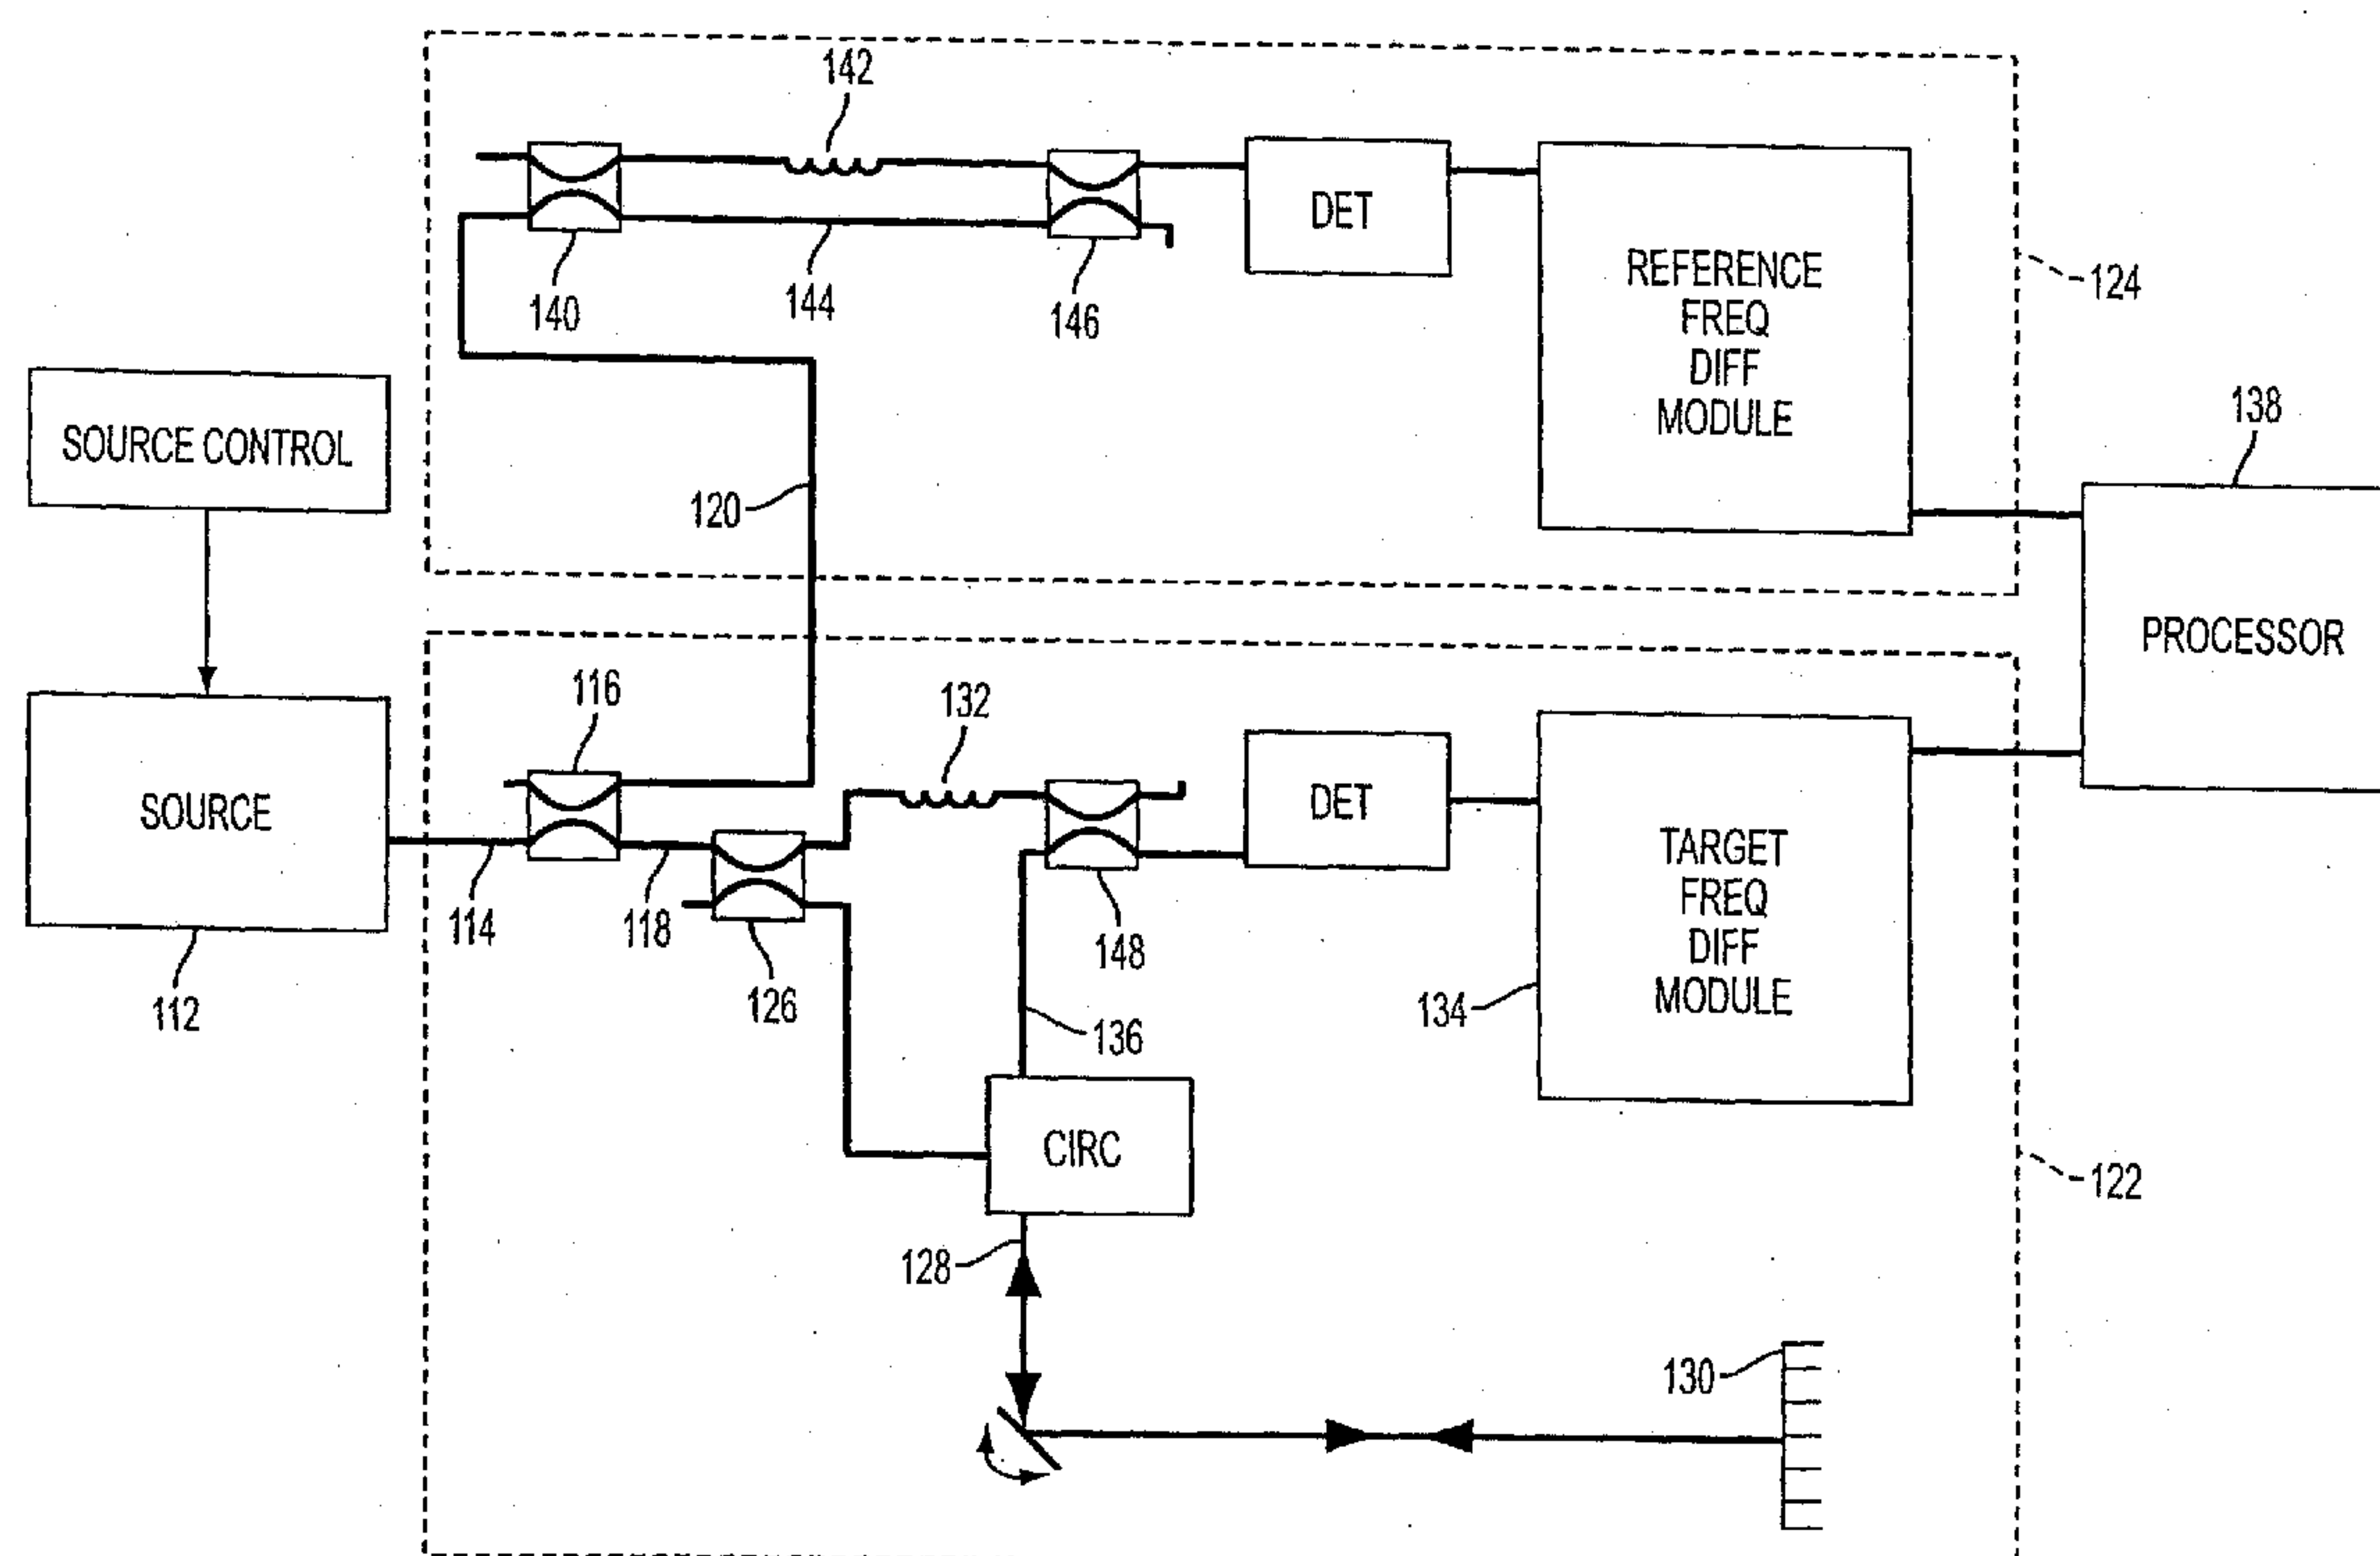 142
140
144
146
DET
REFERENCE
FREQ
DIFF
MODULE
124
SOURCE CONTROL
120
138
PROCESSOR
116
132
SOURCE
114
118
126
148
DET
TARGET
FREQ
DIFF
MODULE
134
112
136
CIRC
122
128
130